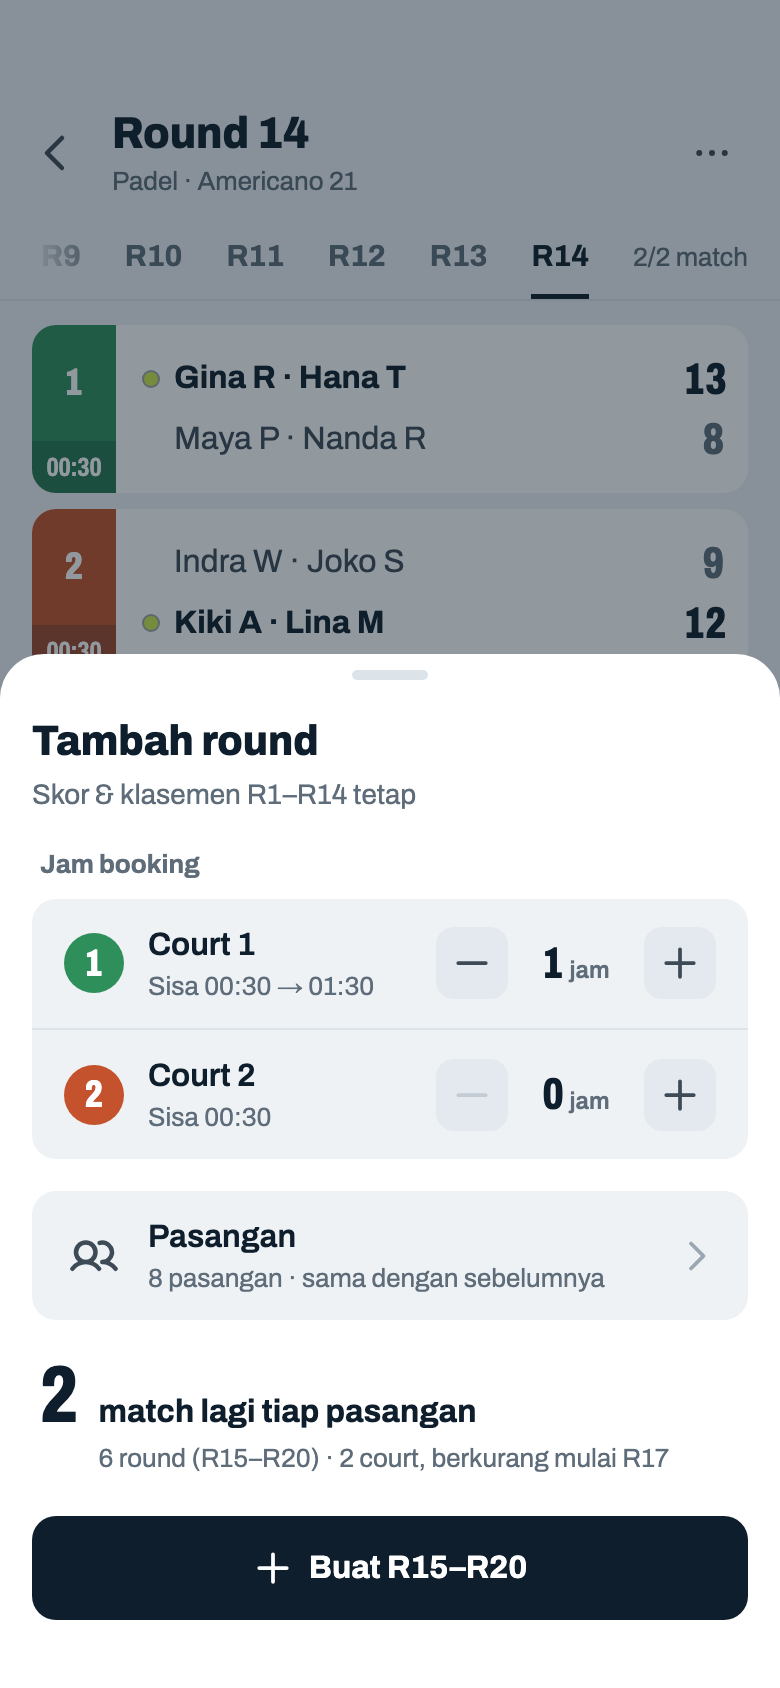 Round 14
Padel · Americano 21
R9 R10 R11 R12 R13 R14 2/2 match
1
Gina R · Hana T 13
Maya P · Nanda R 8
00:30
2
Indra W · Joko S 9
Kiki A · Lina M 12
00:30
Tambah round
Skor & klasemen R1–R14 tetap
Jam booking
1 Court 1
Sisa 00:30 → 01:30
1 jam
2 Court 2
Sisa 00:30
0 jam
Pasangan
8 pasangan · sama dengan sebelumnya
2 match lagi tiap pasangan
6 round (R15–R20) · 2 court, berkurang mulai R17
Buat R15–R20